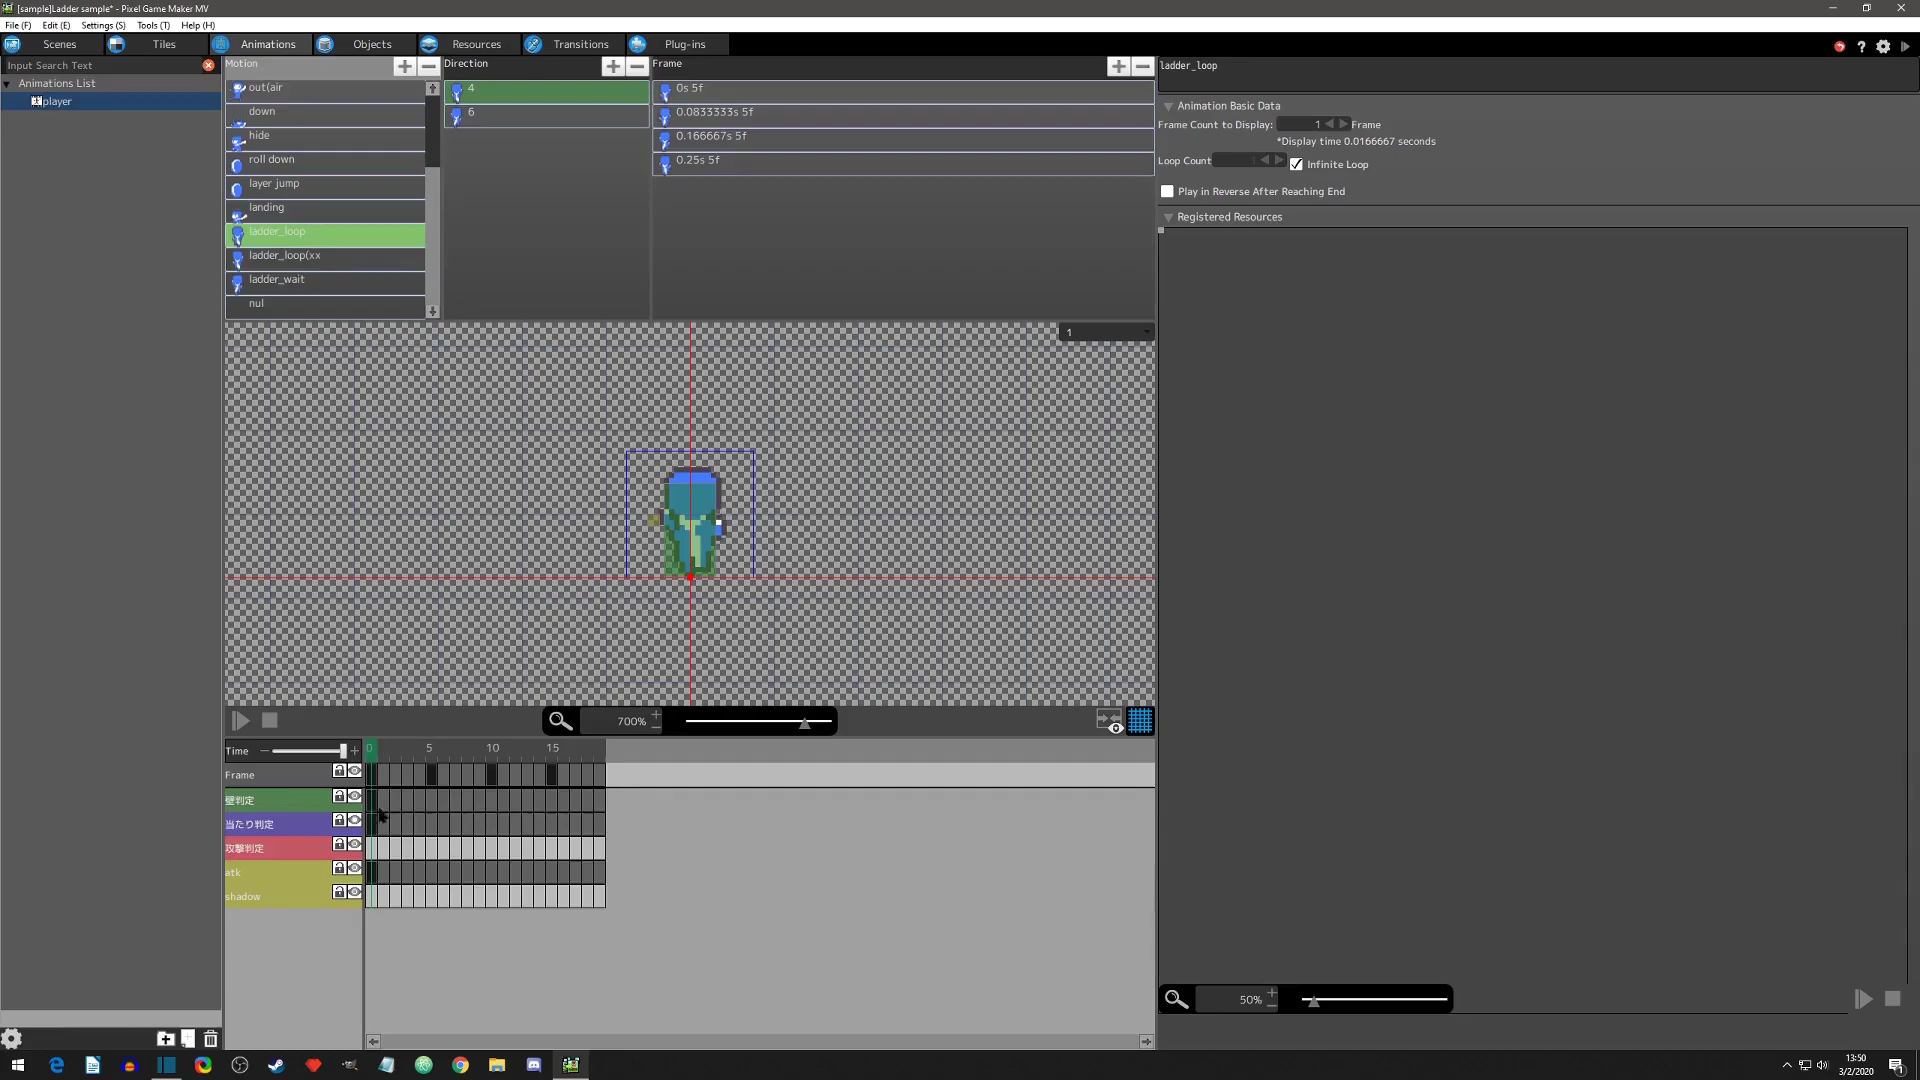 [sample]Ladder sample* - Pixel Game Maker MV
File (F) Edit (E) Settings (S) Tools (T) Help (H)
Scenes Tiles Animations Objects Resources Transitions Plug-ins
Input Search Text
Animations List
player
Motion
out(air
down
hide
roll down
layer jump
landing
ladder_loop
ladder_loop(xx
ladder_wait
nul
Direction
4
6
Frame
0s 5f
0.0833333s 5f
0.166667s 5f
0.25s 5f
1
700%
Time
0 5 10 15
Frame
壁判定
当たり判定
攻撃判定
atk
shadow
ladder_loop
Animation Basic Data
Frame Count to Display: 1 Frame
*Display time 0.0166667 seconds
Loop Count 1 Infinite Loop
Play in Reverse After Reaching End
Registered Resources
50%
13:50
3/2/2020